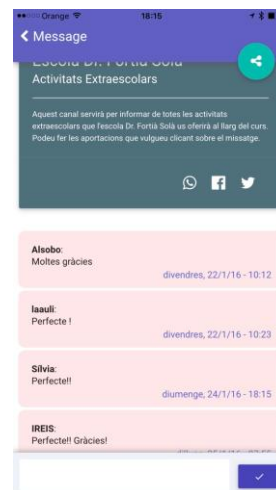 Orange 18:15
Message
Escola Dr. Fortià Solà
Activitats Extraescolars
Aquest canal servirà per informar de totes les activitats
extraescolars que l'escola Dr. Fortià Solà us oferirà al llarg del curs.
Podeu fer les aportacions que vulgueu clicant sobre el missatge.
Alsobo:
Moltes gràcies
divendres, 22/1/16 - 10:12
laauli:
Perfecte !
divendres, 22/1/16 - 10:23
Sílvia:
Perfecte!!
diumenge, 24/1/16 - 18:15
IREIS:
Perfecte!! Gràcies!